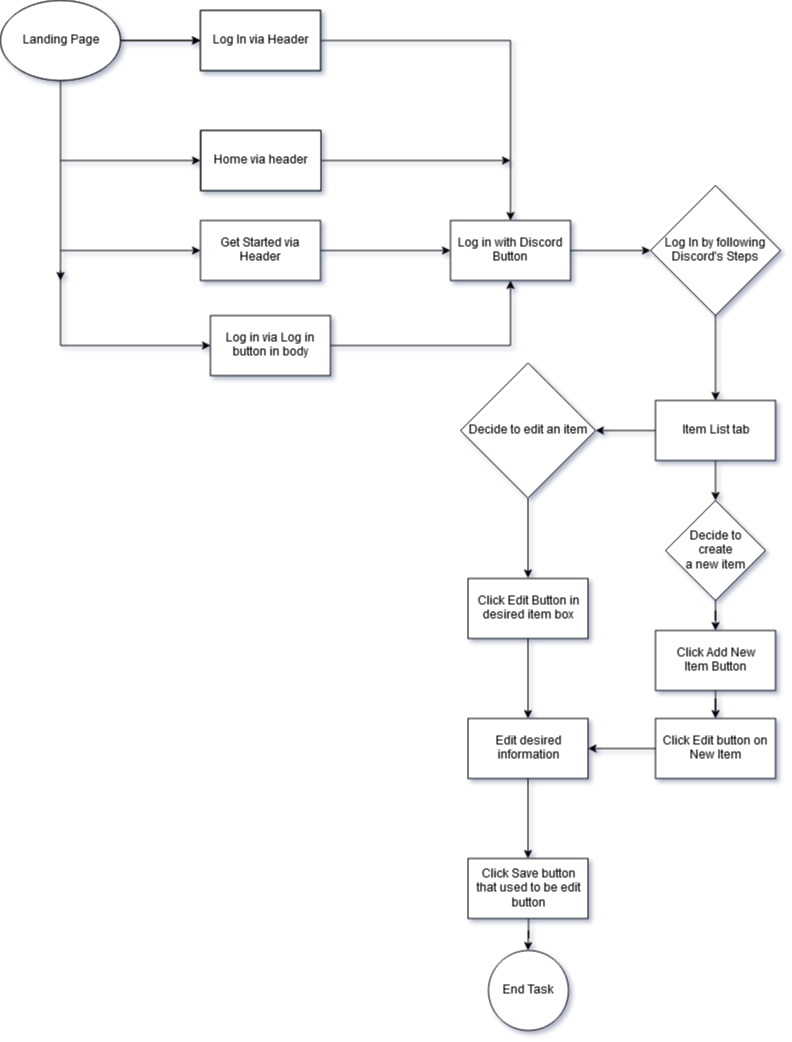 Landing Page
Log In via Header
Home via header
Get Started via
Header
Log in with Discord
Button
Log In by following
Discord's Steps
Log in via Log in
button in body
Decide to edit an item
Item List tab
Decide to
create
a new item
Click Edit Button in
desired item box
Click Add New
Item Button
Edit desired
information
Click Edit button on
New Item
Click Save button
that used to be edit
button
End Task